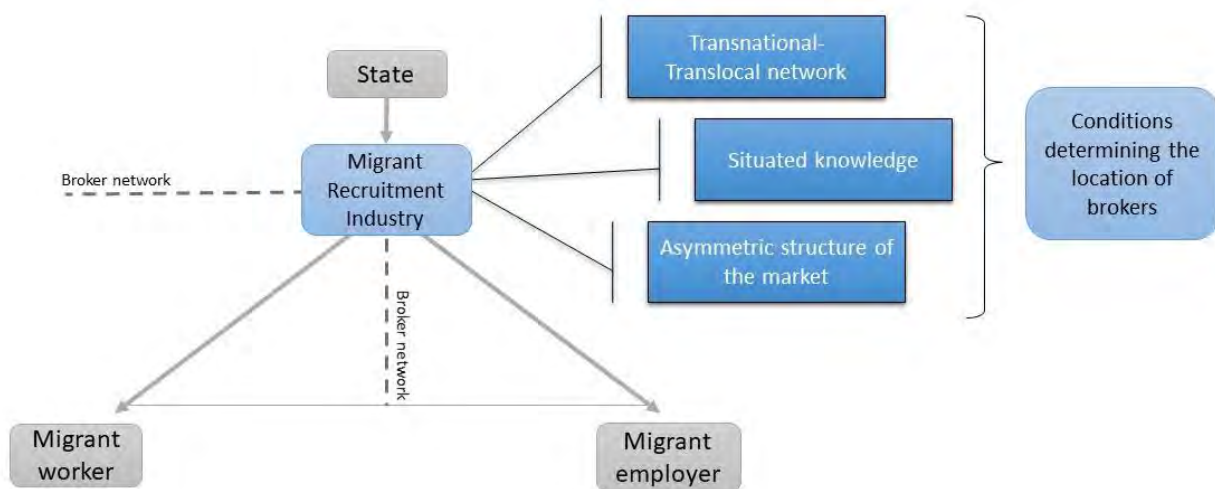 State
Migrant
Recruitment
Industry
Broker network
Broker network
Migrant
worker
Migrant
employer
Transnational-
Translocal network
Situated knowledge
Asymmetric structure of
the market
Conditions
determining the
location of
brokers